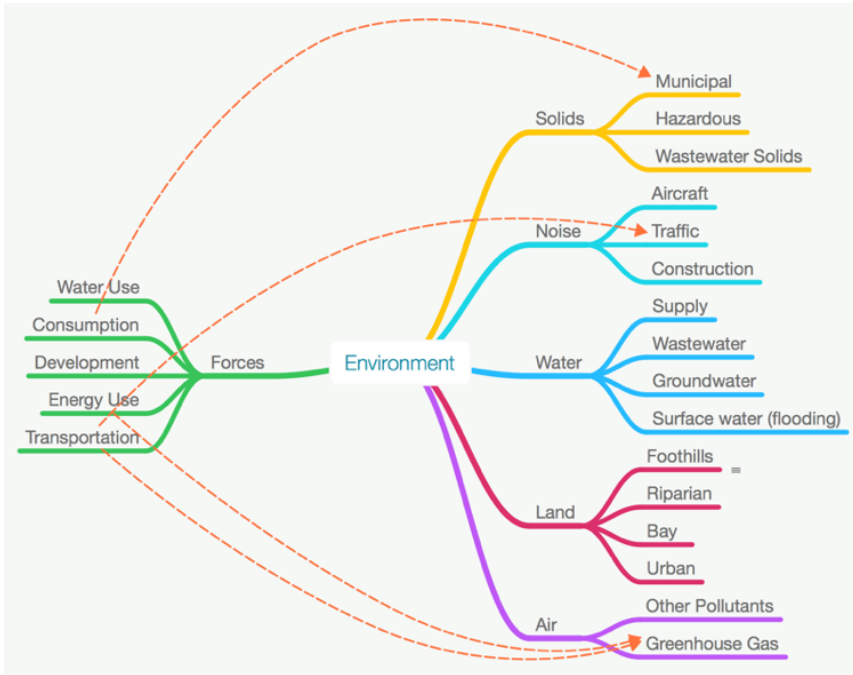 Municipal
Solids
Hazardous
Wastewater Solids
Aircraft
Noise
Traffic
Construction
Water Use
Consumption
Development
Forces
Energy Use
Transportation
Environment
Supply
Water
Wastewater
Groundwater
Surface water (flooding)
Foothills
Land
Riparian
Bay
Urban
Other Pollutants
Air
Greenhouse Gas